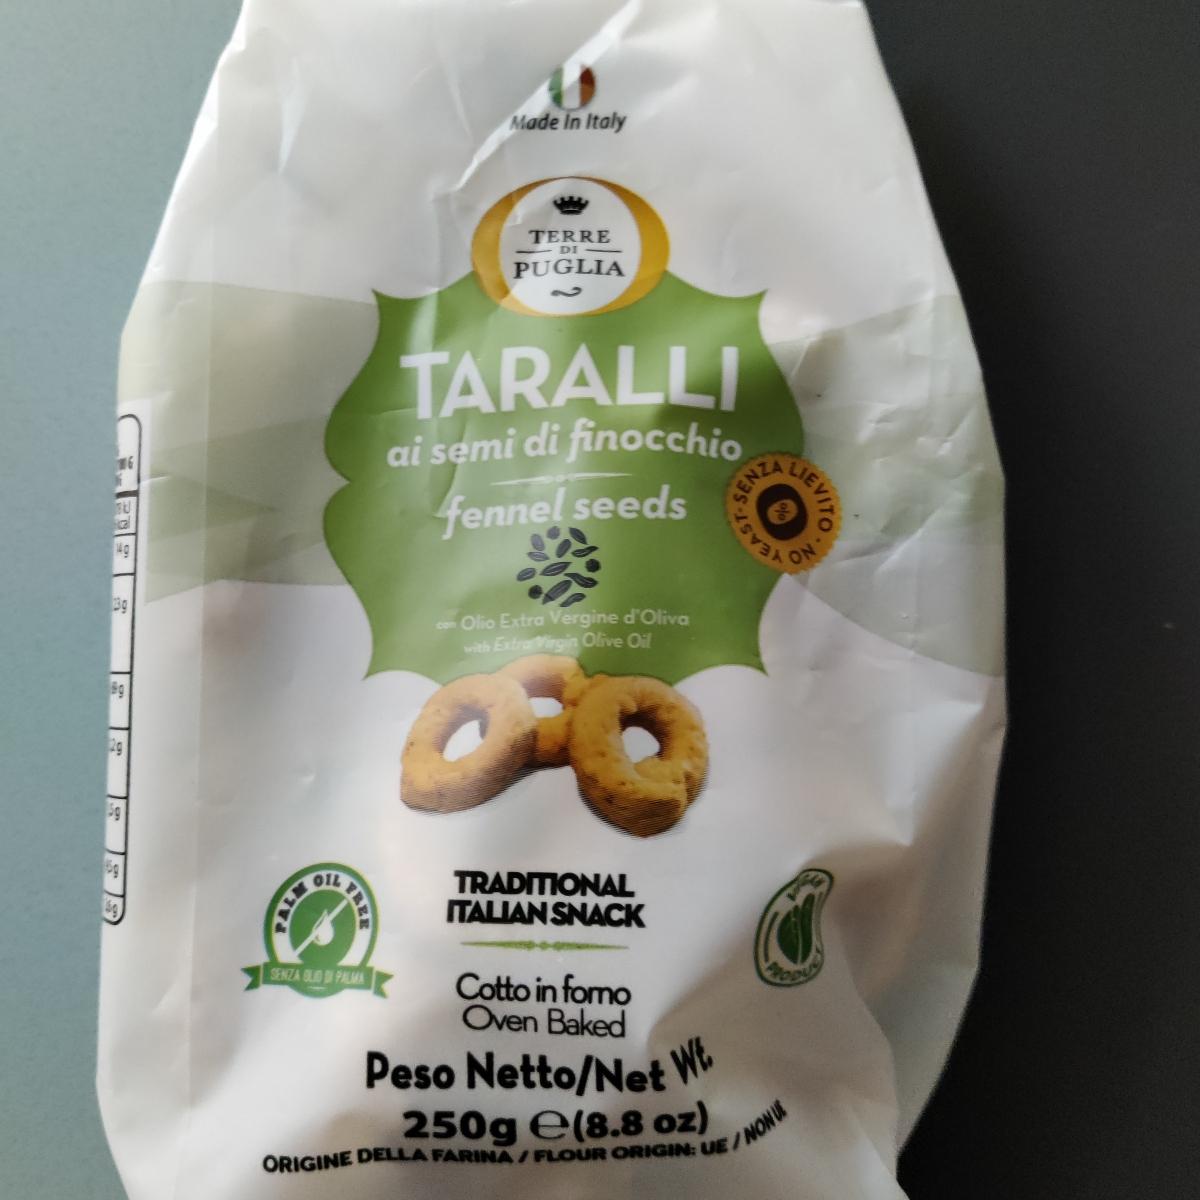 Made In Italy
TERRE
DI
PUGLIA
TARALLI
ai semi di finocchio
fennel seeds
SENZA LIEVITO · NO YEAST ·
con Olio Extra Vergine d'Oliva
with Extra Virgin Olive Oil
TRADITIONAL
ITALIAN SNACK
PALM OIL FREE
SENZA OLIO DI PALMA
VEGAN
PRODUCT
Cotto in forno
Oven Baked
Peso Netto/Net Wt.
250g ℮ (8.8 oz)
ORIGINE DELLA FARINA / FLOUR ORIGIN: UE / NON UE